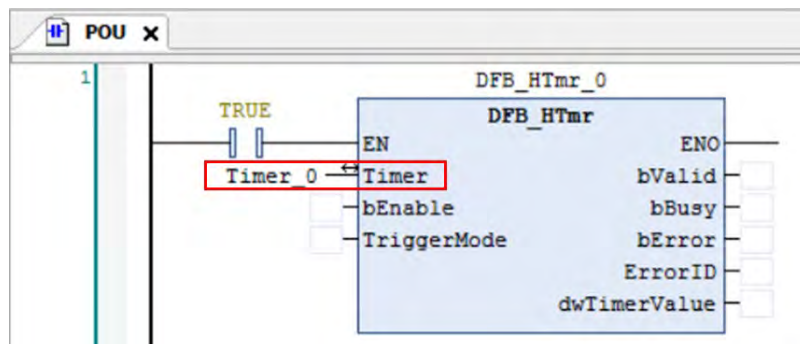 POU
1
DFB_HTmr_0
TRUE
DFB_HTmr
EN ENO
Timer_0 Timer bValid
bEnable bBusy
TriggerMode bError
ErrorID
dwTimerValue